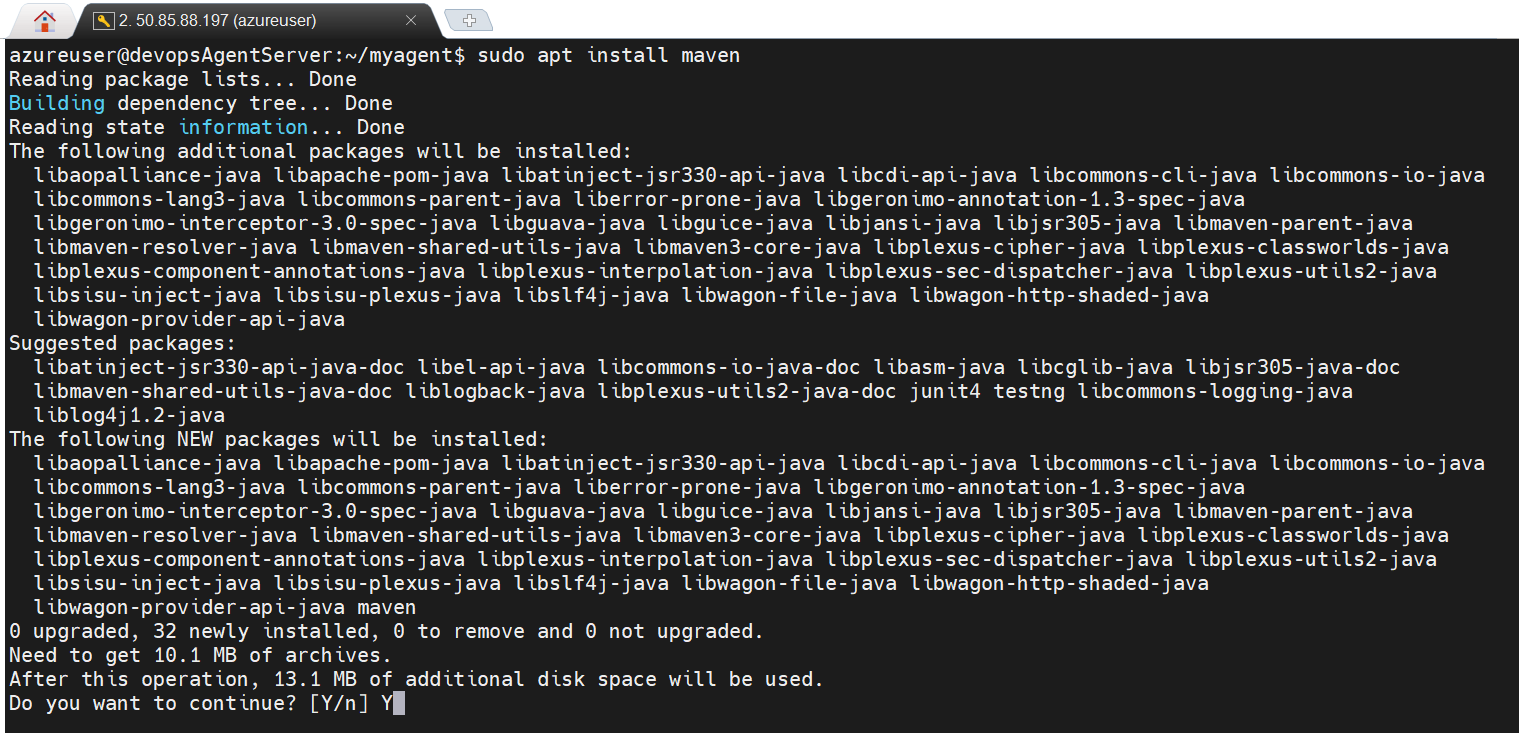 2. 50.85.88.197 (azureuser)
azureuser@devopsAgentServer:~/myagent$ sudo apt install maven
Reading package lists... Done
Building dependency tree... Done
Reading state information... Done
The following additional packages will be installed:
  libaopalliance-java libapache-pom-java libatinject-jsr330-api-java libcdi-api-java libcommons-cli-java libcommons-io-java
  libcommons-lang3-java libcommons-parent-java liberror-prone-java libgeronimo-annotation-1.3-spec-java
  libgeronimo-interceptor-3.0-spec-java libguava-java libguice-java libjansi-java libjsr305-java libmaven-parent-java
  libmaven-resolver-java libmaven-shared-utils-java libmaven3-core-java libplexus-cipher-java libplexus-classworlds-java
  libplexus-component-annotations-java libplexus-interpolation-java libplexus-sec-dispatcher-java libplexus-utils2-java
  libsisu-inject-java libsisu-plexus-java libslf4j-java libwagon-file-java libwagon-http-shaded-java
  libwagon-provider-api-java
Suggested packages:
  libatinject-jsr330-api-java-doc libel-api-java libcommons-io-java-doc libasm-java libcglib-java libjsr305-java-doc
  libmaven-shared-utils-java-doc liblogback-java libplexus-utils2-java-doc junit4 testng libcommons-logging-java
  liblog4j1.2-java
The following NEW packages will be installed:
  libaopalliance-java libapache-pom-java libatinject-jsr330-api-java libcdi-api-java libcommons-cli-java libcommons-io-java
  libcommons-lang3-java libcommons-parent-java liberror-prone-java libgeronimo-annotation-1.3-spec-java
  libgeronimo-interceptor-3.0-spec-java libguava-java libguice-java libjansi-java libjsr305-java libmaven-parent-java
  libmaven-resolver-java libmaven-shared-utils-java libmaven3-core-java libplexus-cipher-java libplexus-classworlds-java
  libplexus-component-annotations-java libplexus-interpolation-java libplexus-sec-dispatcher-java libplexus-utils2-java
  libsisu-inject-java libsisu-plexus-java libslf4j-java libwagon-file-java libwagon-http-shaded-java
  libwagon-provider-api-java maven
0 upgraded, 32 newly installed, 0 to remove and 0 not upgraded.
Need to get 10.1 MB of archives.
After this operation, 13.1 MB of additional disk space will be used.
Do you want to continue? [Y/n] Y